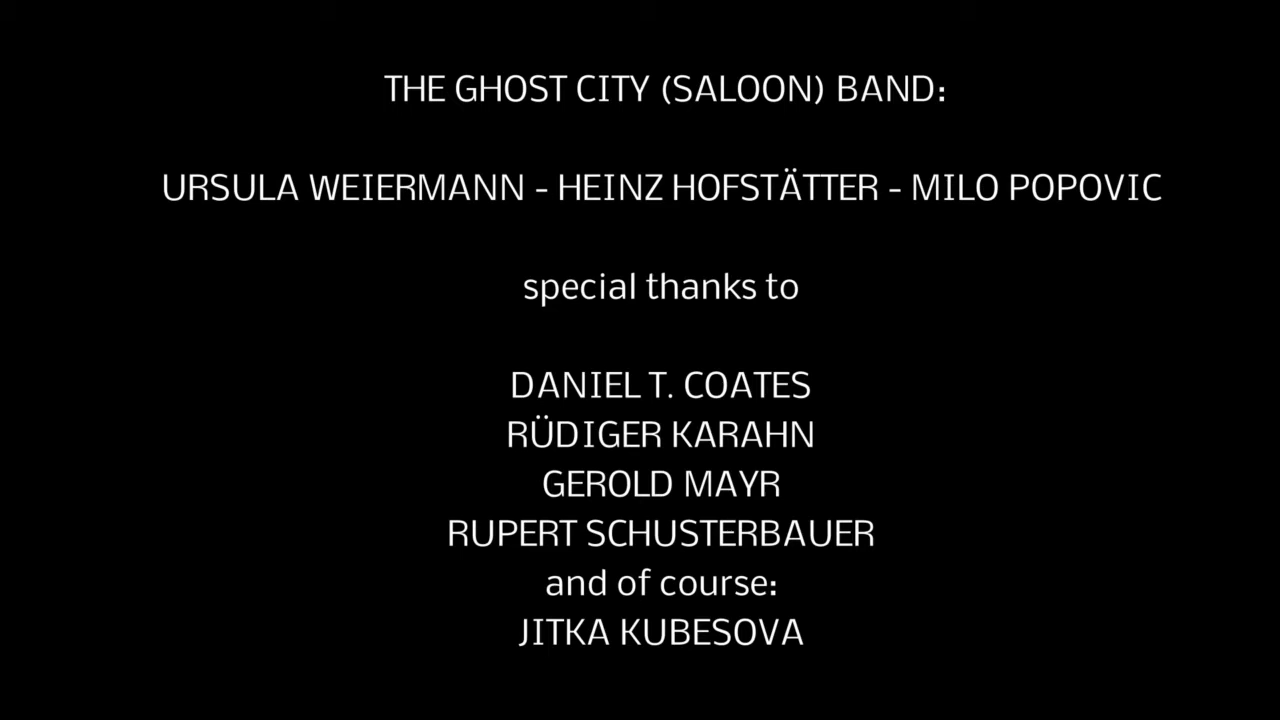 THE GHOST CITY (SALOON) BAND:
URSULA WEIERMANN - HEINZ HOFSTÄTTER - MILO POPOVIC
special thanks to
DANIEL T. COATES
RÜDIGER KARAHN
GEROLD MAYR
RUPERT SCHUSTERBAUER
and of course:
JITKA KUBESOVA